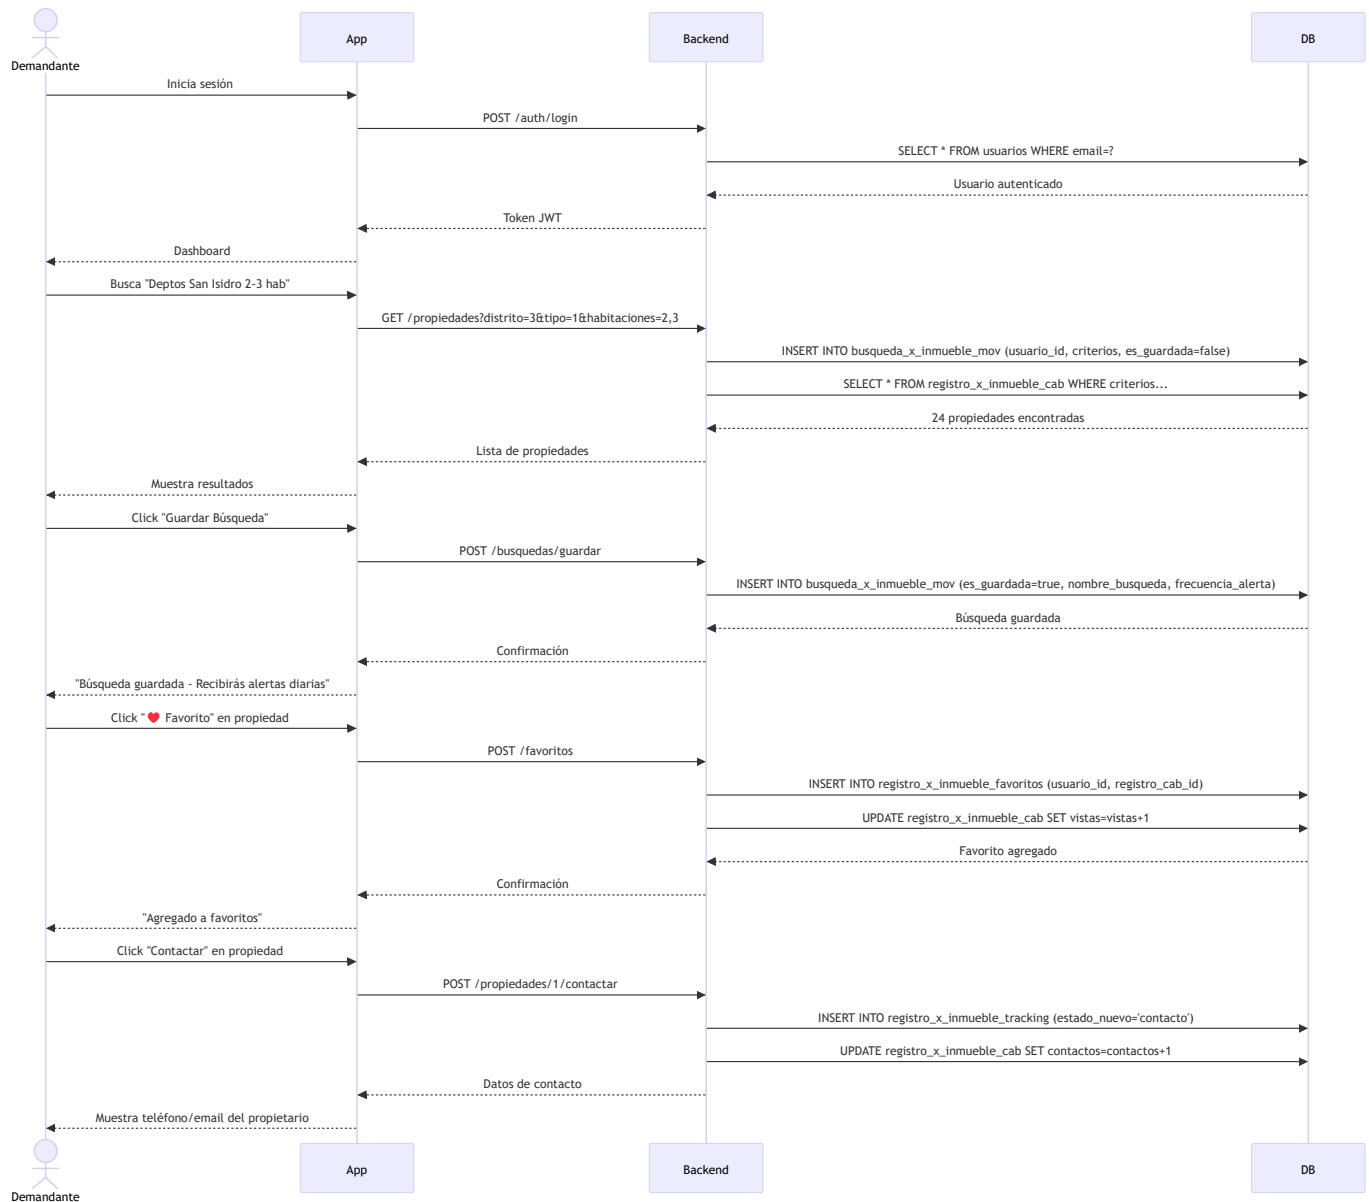 Demandante
App
Backend
DB
Inicia sesión
POST /auth/login
SELECT * FROM usuarios WHERE email=?
Usuario autenticado
Token JWT
Dashboard
Busca "Deptos San Isidro 2-3 hab"
GET /propiedades?distrito=3&tipo=1&habitaciones=2,3
INSERT INTO busqueda_x_inmueble_mov (usuario_id, criterios, es_guardada=false)
SELECT * FROM registro_x_inmueble_cab WHERE criterios...
24 propiedades encontradas
Lista de propiedades
Muestra resultados
Click "Guardar Búsqueda"
POST /busquedas/guardar
INSERT INTO busqueda_x_inmueble_mov (es_guardada=true, nombre_busqueda, frecuencia_alerta)
Búsqueda guardada
Confirmación
"Búsqueda guardada - Recibirás alertas diarias"
Click "❤️ Favorito" en propiedad
POST /favoritos
INSERT INTO registro_x_inmueble_favoritos (usuario_id, registro_cab_id)
UPDATE registro_x_inmueble_cab SET vistas=vistas+1
Favorito agregado
Confirmación
"Agregado a favoritos"
Click "Contactar" en propiedad
POST /propiedades/1/contactar
INSERT INTO registro_x_inmueble_tracking (estado_nuevo='contacto')
UPDATE registro_x_inmueble_cab SET contactos=contactos+1
Datos de contacto
Muestra teléfono/email del propietario
Demandante
App
Backend
DB